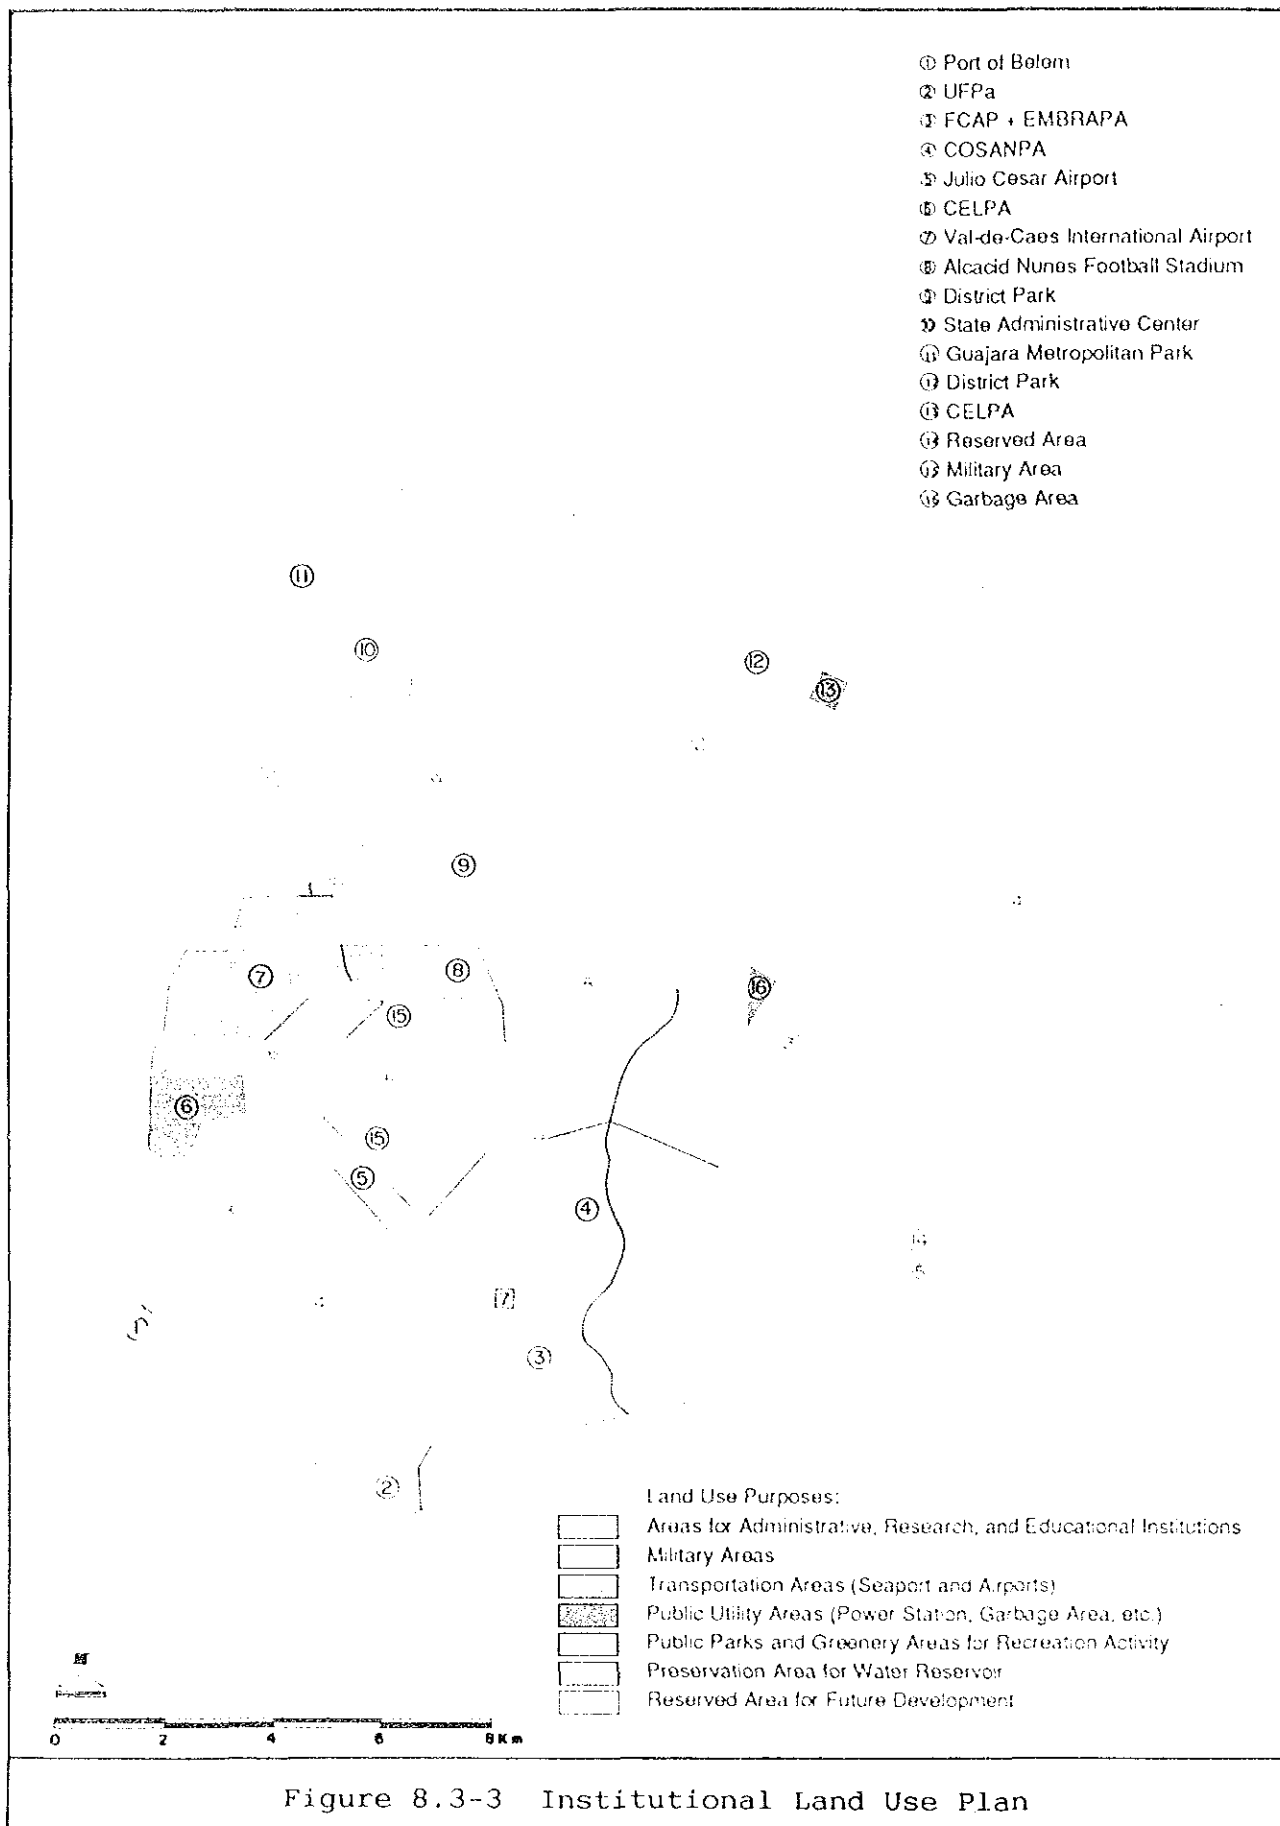 ① Port of Belem
② UFPa
③ FCAP + EMBRAPA
④ COSANPA
⑤ Julio Cesar Airport
⑥ CELPA
⑦ Val-de-Caes International Airport
⑧ Alcacid Nunes Football Stadium
⑨ District Park
⑩ State Administrative Center
⑪ Guajara Metropolitan Park
⑫ District Park
⑬ CELPA
⑭ Reserved Area
⑮ Military Area
⑯ Garbage Area
⑪
⑩
⑫
⑬
⑨
⑦
⑧
⑯
⑮
⑥
⑮
⑤
④
14
7
③
②
Land Use Purposes:
Areas for Administrative, Research, and Educational Institutions
Military Areas
Transportation Areas (Seaport and Airports)
Public Utility Areas (Power Station, Garbage Area, etc.)
Public Parks and Greenery Areas for Recreation Activity
Preservation Area for Water Reservoir
Reserved Area for Future Development
0 2 4 6 8 Km
Figure 8.3-3 Institutional Land Use Plan